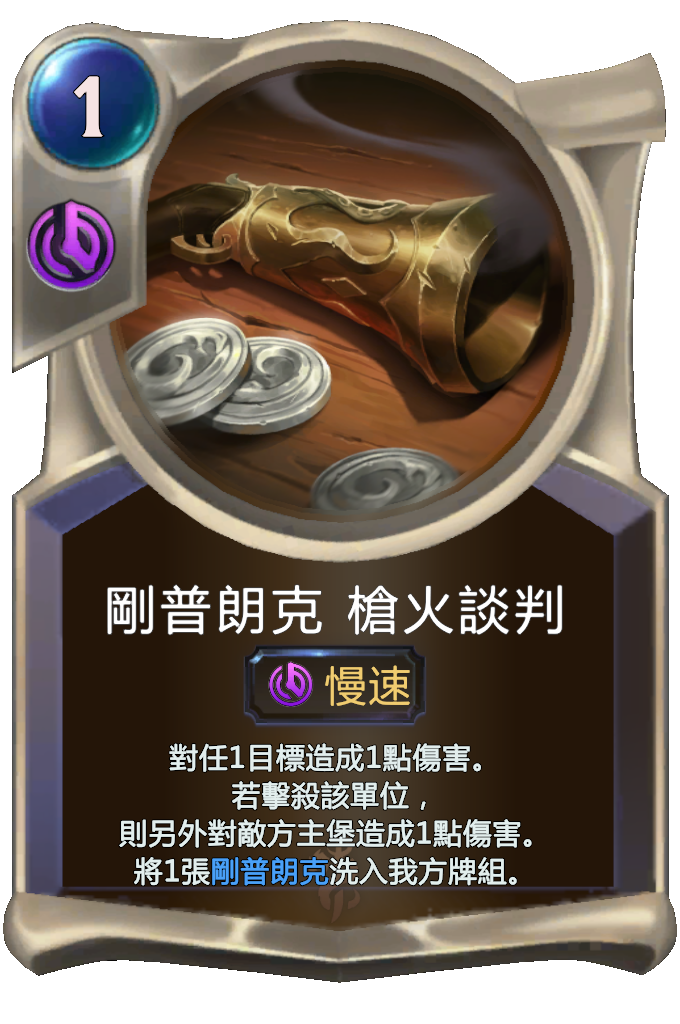 1
剛普朗克 槍火談判
慢速
對任1目標造成1點傷害。
若擊殺該單位，
則另外對敵方主堡造成1點傷害。
將1張剛普朗克洗入我方牌組。